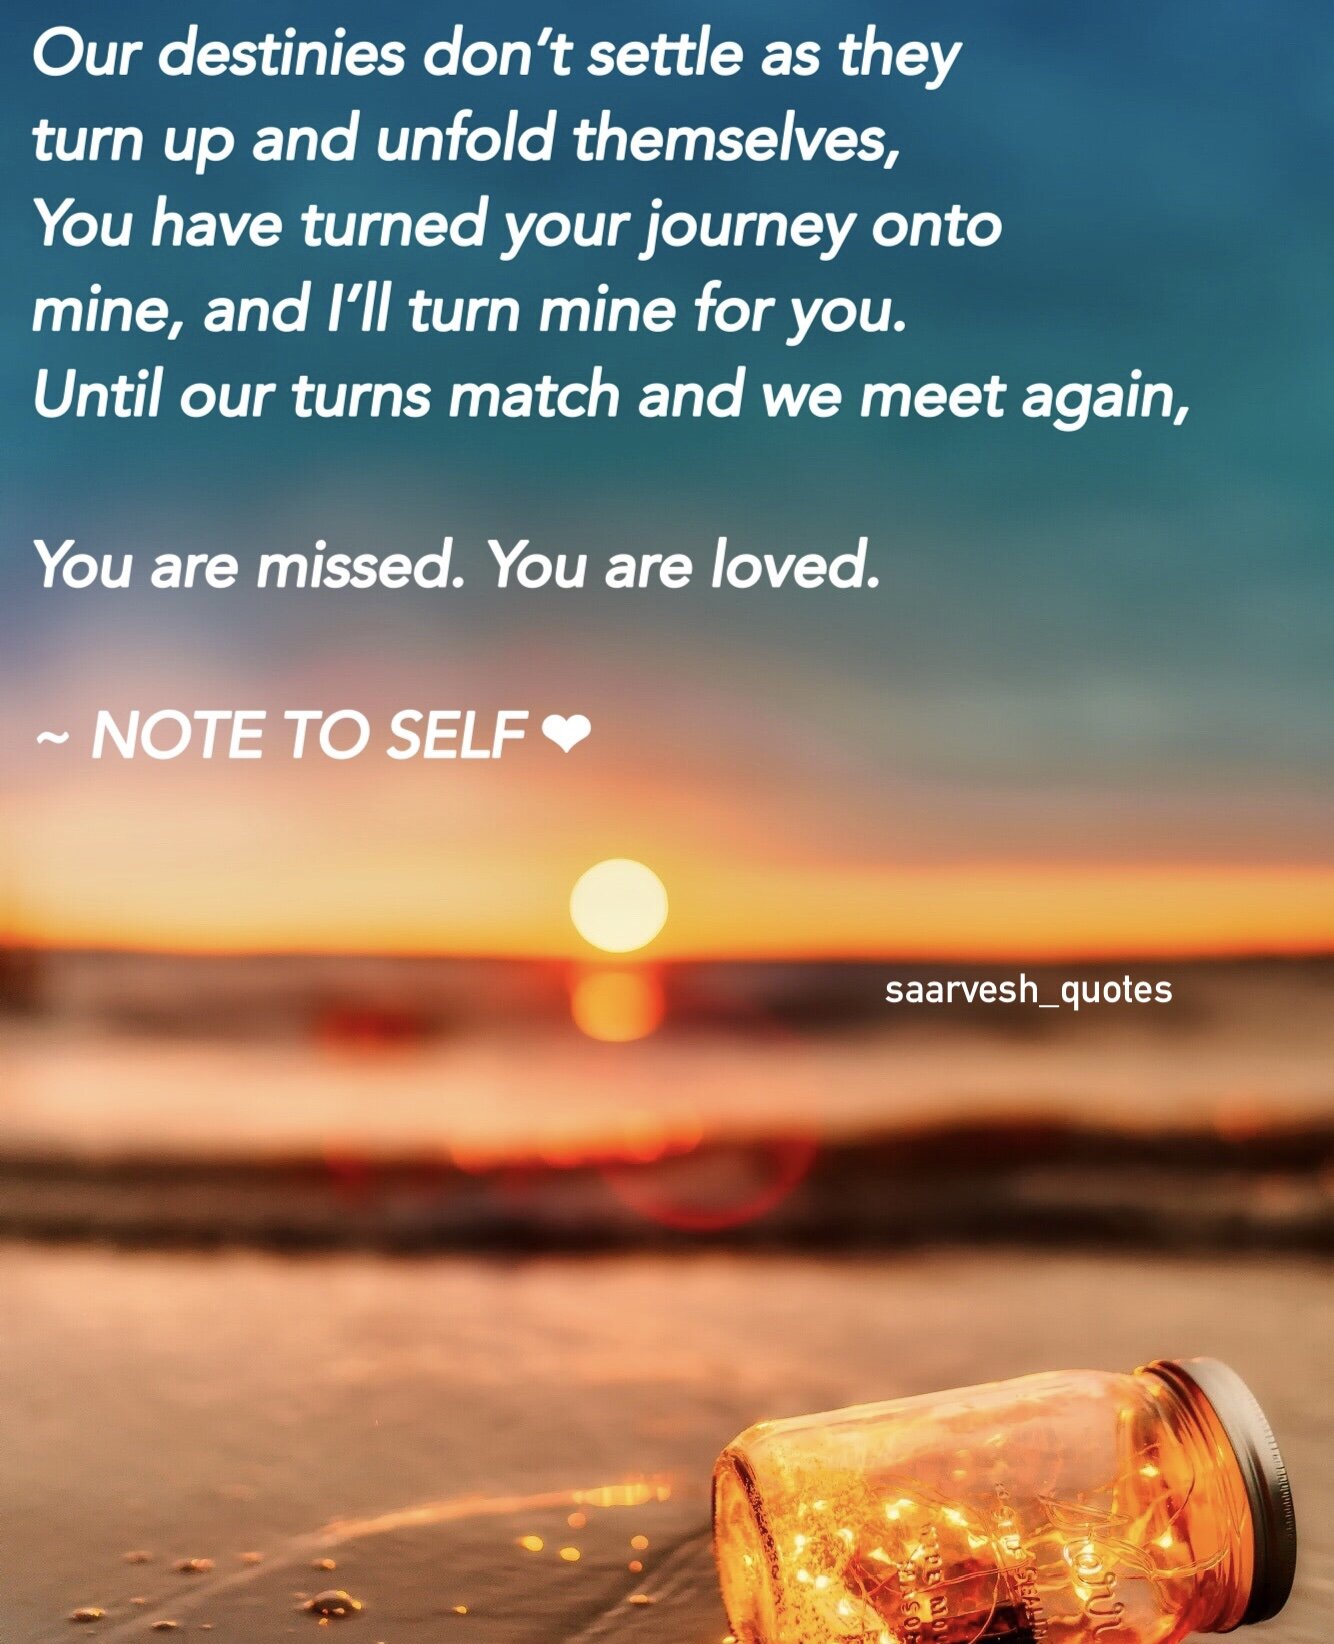 Our destinies don’t settle as they
turn up and unfold themselves,
You have turned your journey onto
mine, and I’ll turn mine for you.
Until our turns match and we meet again,
You are missed. You are loved.
~ NOTE TO SELF ❤
saarvesh_quotes